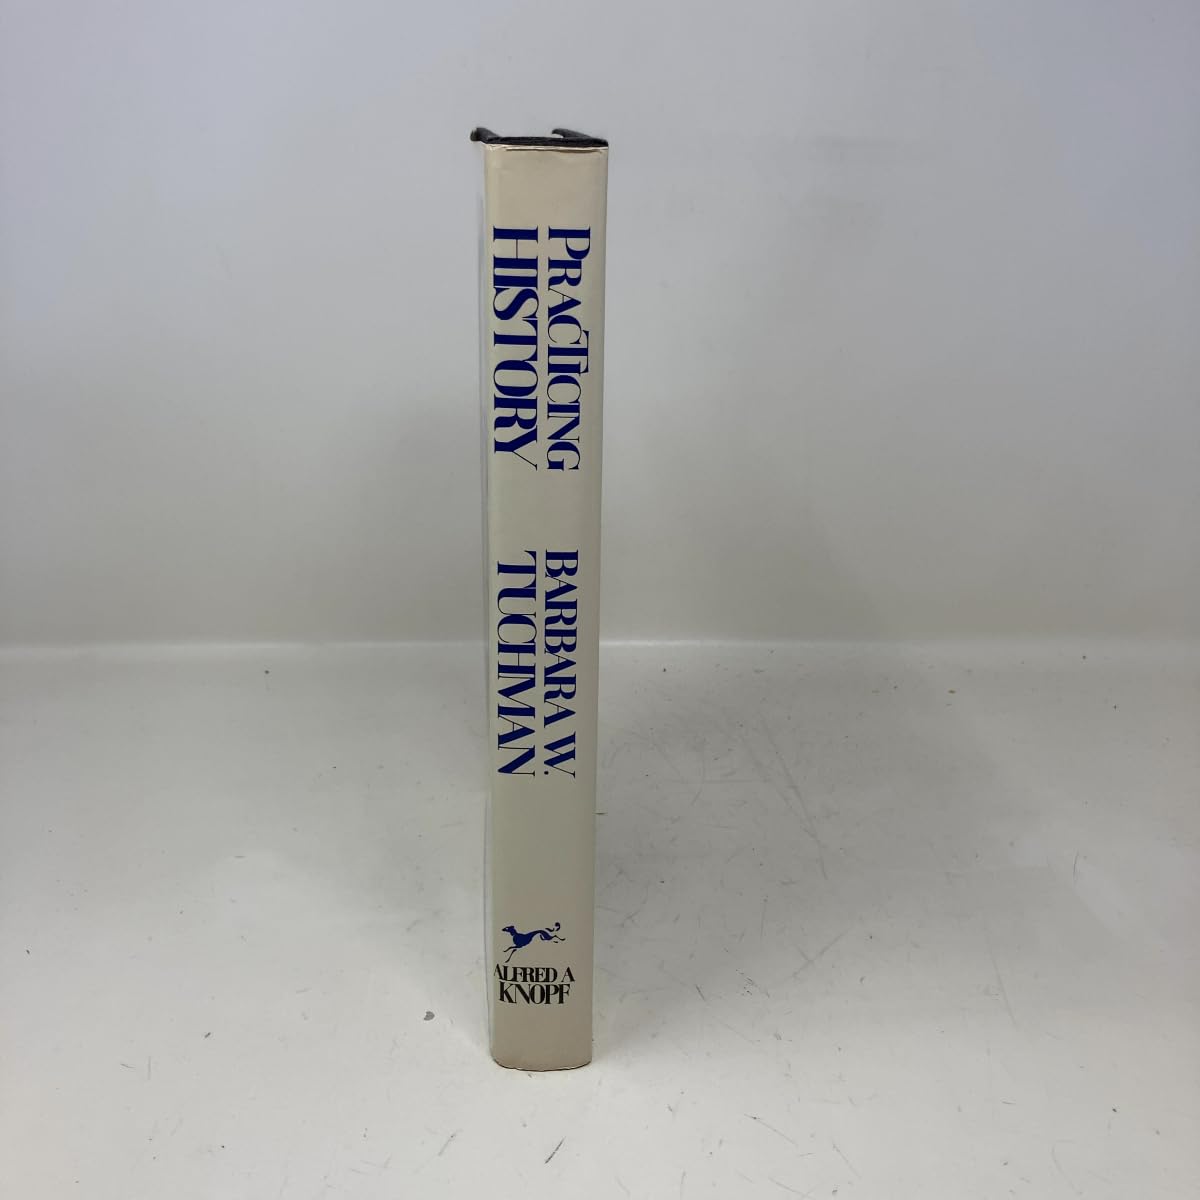 PRACTICING
HISTORY
BARBARA W.
TUCHMAN
ALFRED A
KNOPF